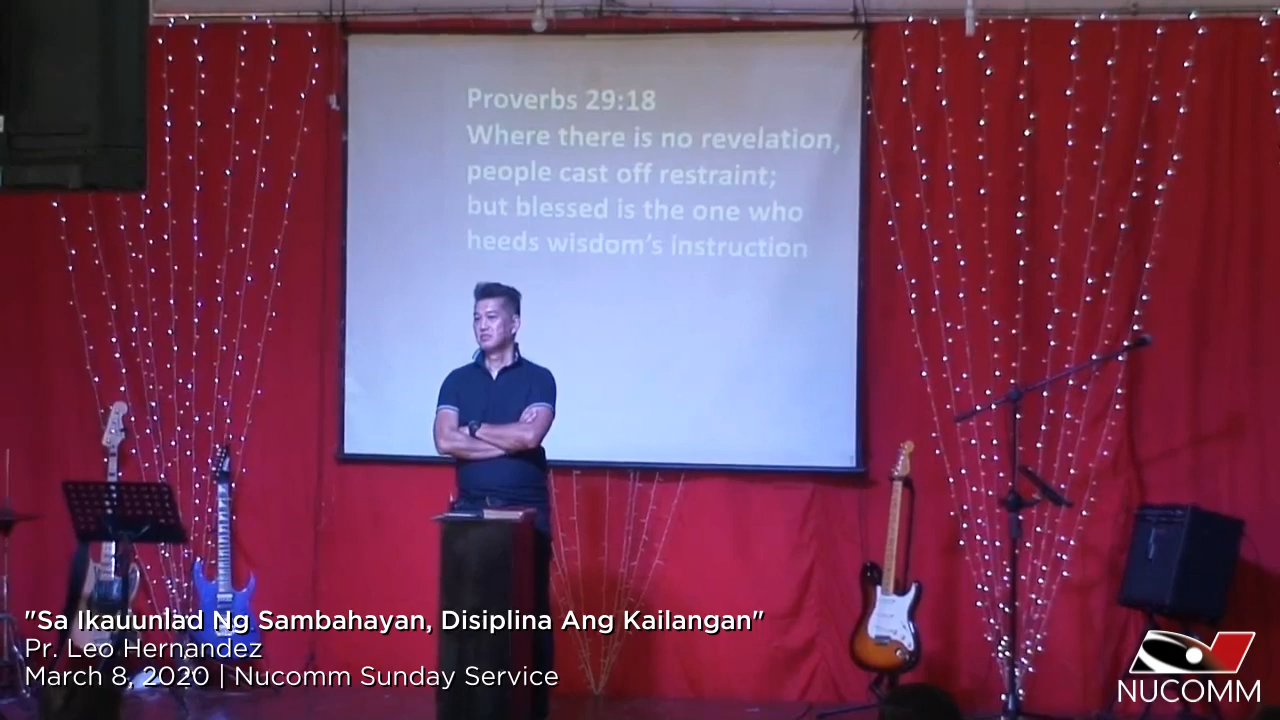 Proverbs 29:18
Where there is no revelation,
people cast off restraint;
but blessed is the one who
heeds wisdom's instruction
"Sa Ikauunlad Ng Sambahayan, Disiplina Ang Kailangan"
Pr. Leo Hernandez
March 8, 2020 | Nucomm Sunday Service
NUCOMM